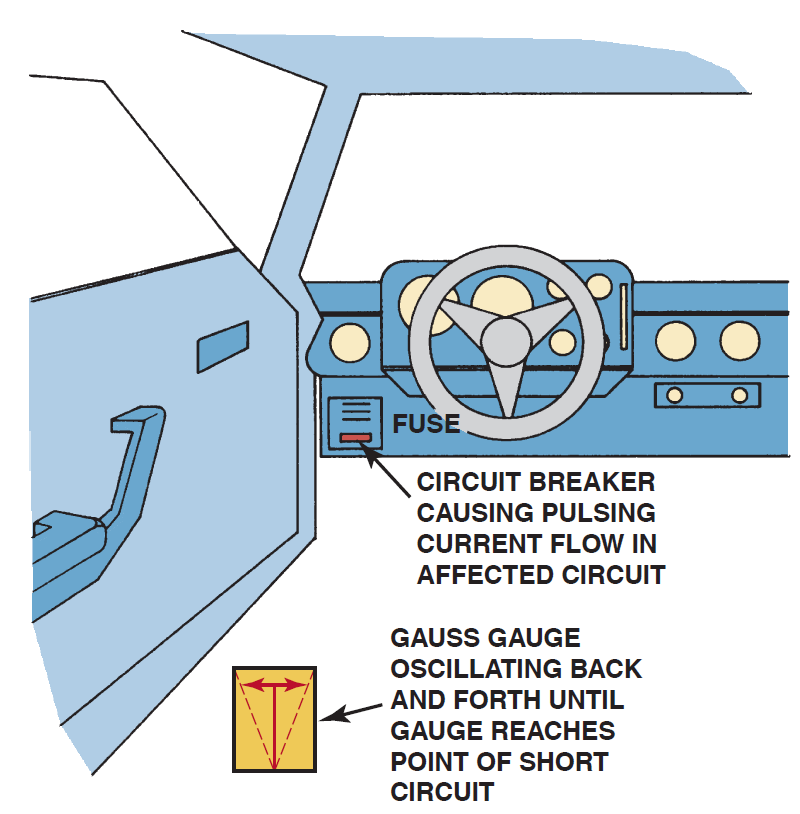 FUSE
CIRCUIT BREAKER
CAUSING PULSING
CURRENT FLOW IN
AFFECTED CIRCUIT
GAUSS GAUGE
OSCILLATING BACK
AND FORTH UNTIL
GAUGE REACHES
POINT OF SHORT
CIRCUIT